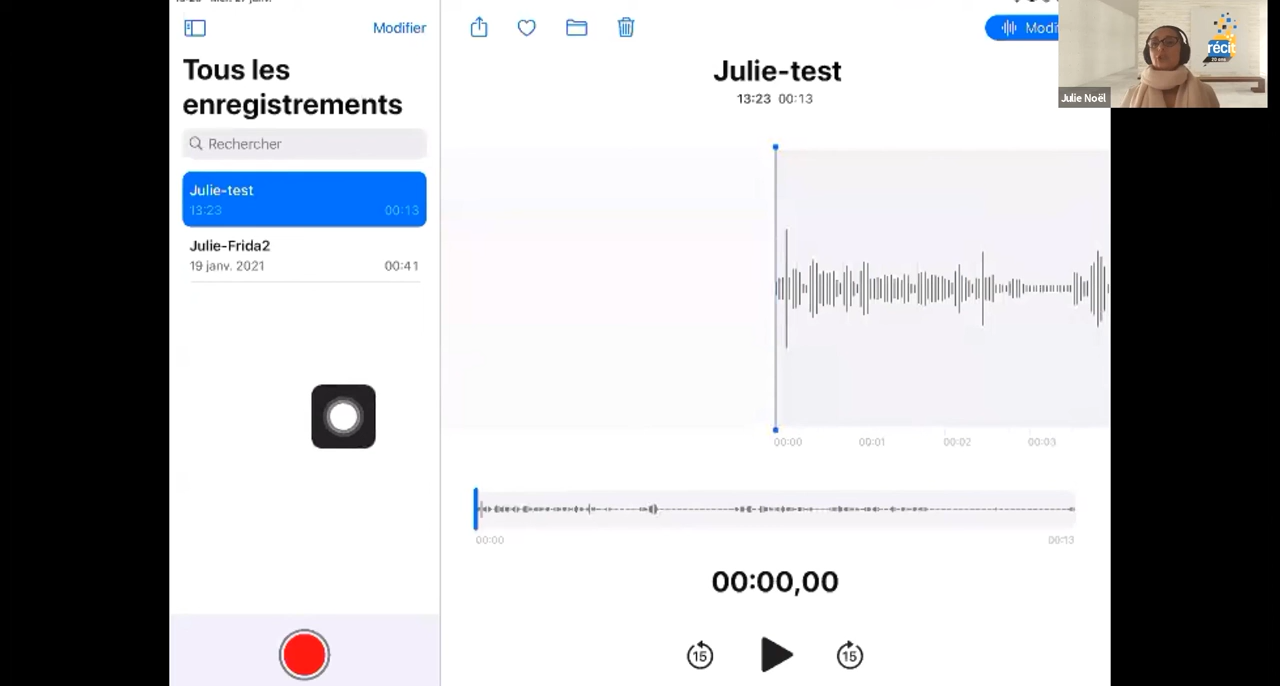 Modifier
Tous les
enregistrements
Rechercher
Julie-test
13:23 00:13
Julie-Frida2
19 janv. 2021 00:41
Julie-test
13:23 00:13
00:00 00:01 00:02 00:03
00:00 00:13
00:00,00
15 15
récit
20 ans
Julie Noël